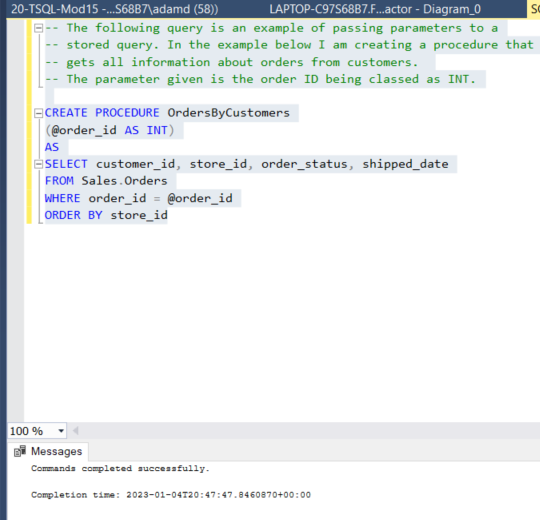 20-TSQL-Mod15 -...S68B7\adamd (58)) LAPTOP-C97S68B7.F...actor - Diagram_0
-- The following query is an example of passing parameters to a
-- stored query. In the example below I am creating a procedure that
-- gets all information about orders from customers.
-- The parameter given is the order ID being classed as INT.
CREATE PROCEDURE OrdersByCustomers
(@order_id AS INT)
AS
SELECT customer_id, store_id, order_status, shipped_date
FROM Sales.Orders
WHERE order_id = @order_id
ORDER BY store_id
100 %
Messages
Commands completed successfully.
Completion time: 2023-01-04T20:47:47.8460870+00:00